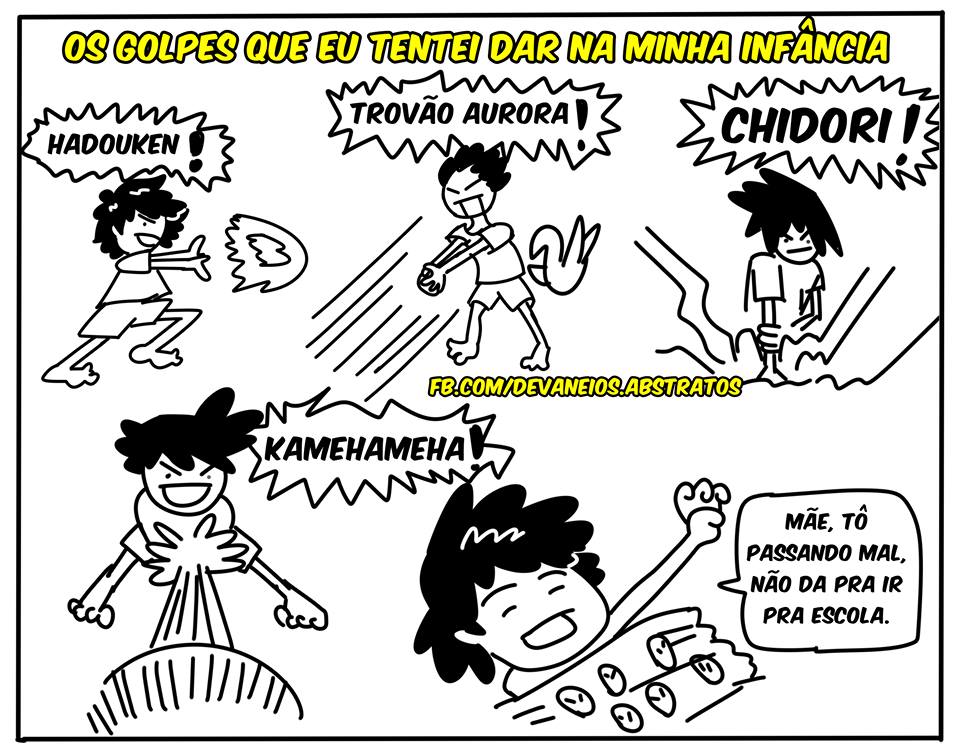 OS GOLPES QUE EU TENTEI DAR NA MINHA INFÂNCIA
HADOUKEN !
TROVÃO AURORA !
CHIDORI !
FB.COM/DEVANEIOS.ABSTRATOS
KAMEHAMEHA !
MÃE, TÔ
PASSANDO MAL,
NÃO DA PRA IR
PRA ESCOLA.